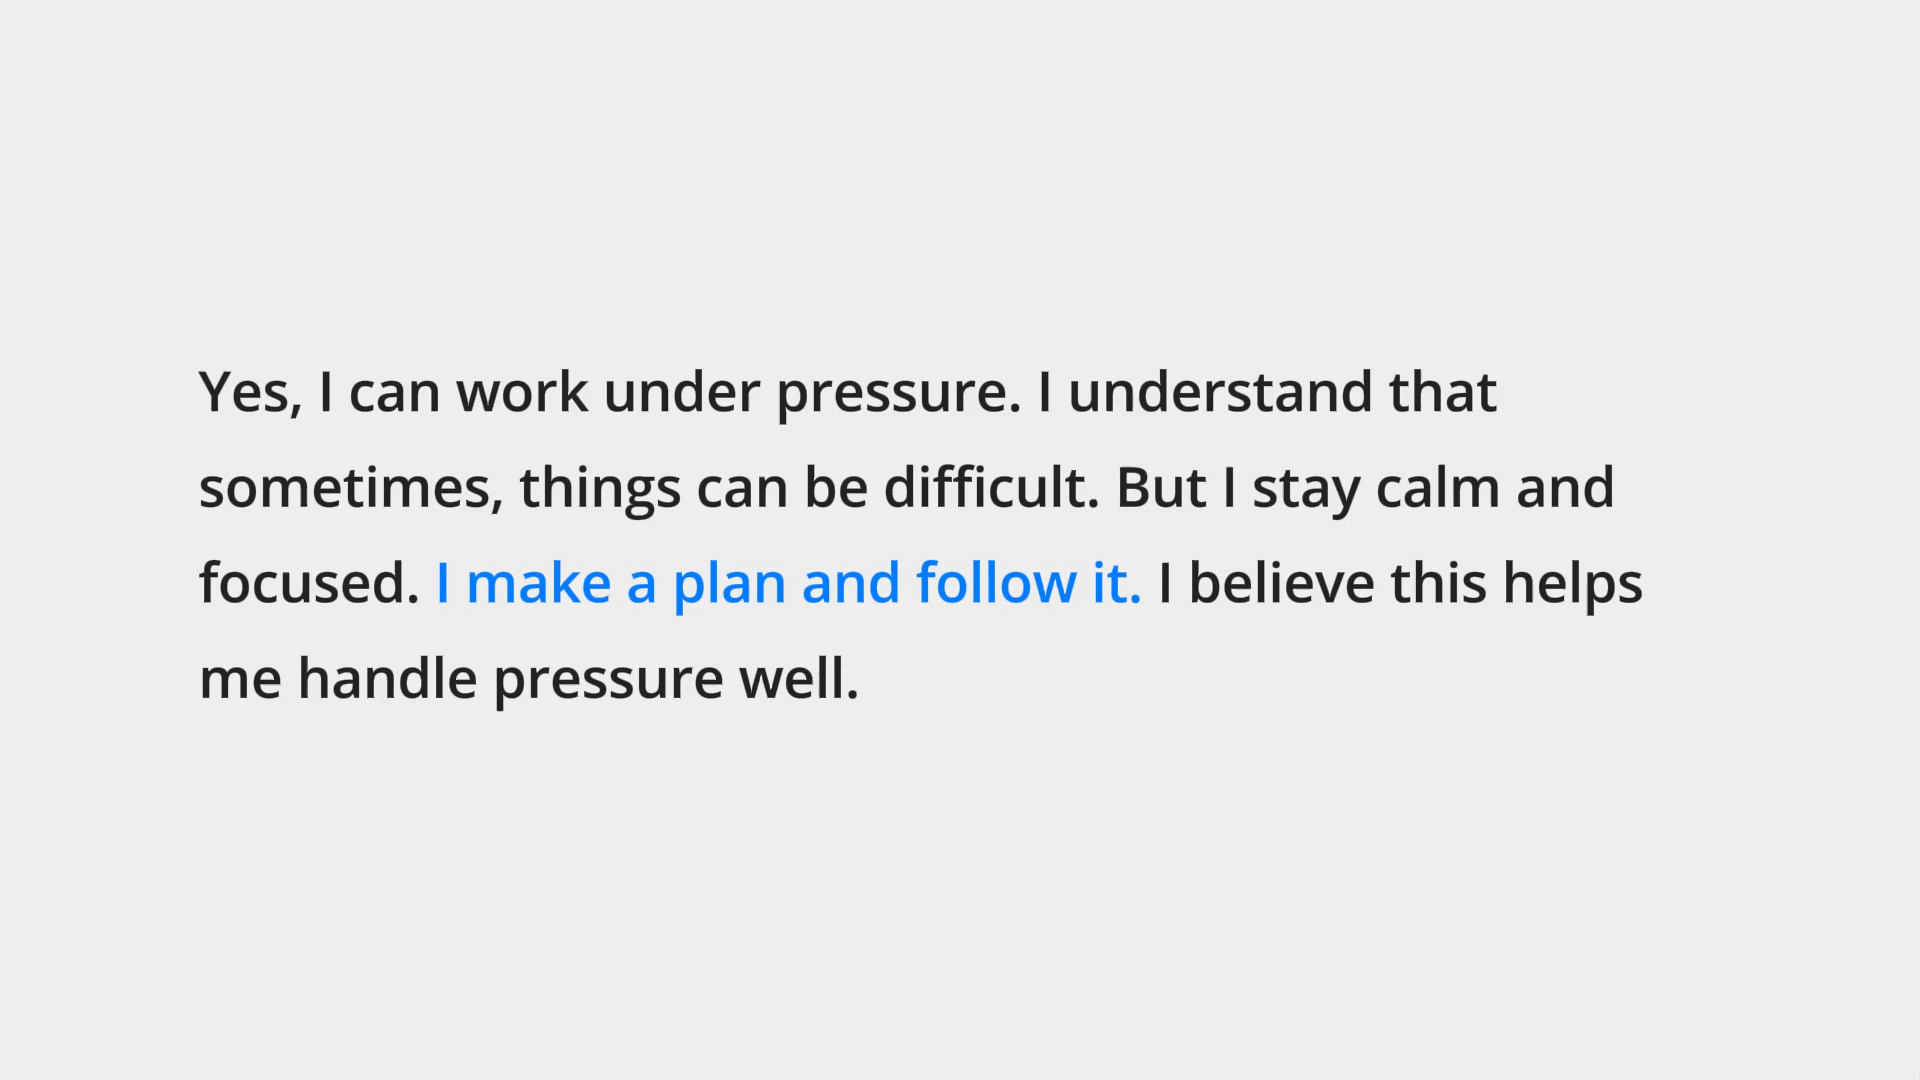 Yes, I can work under pressure. I understand that
sometimes, things can be difficult. But I stay calm and
focused. I make a plan and follow it. I believe this helps
me handle pressure well.